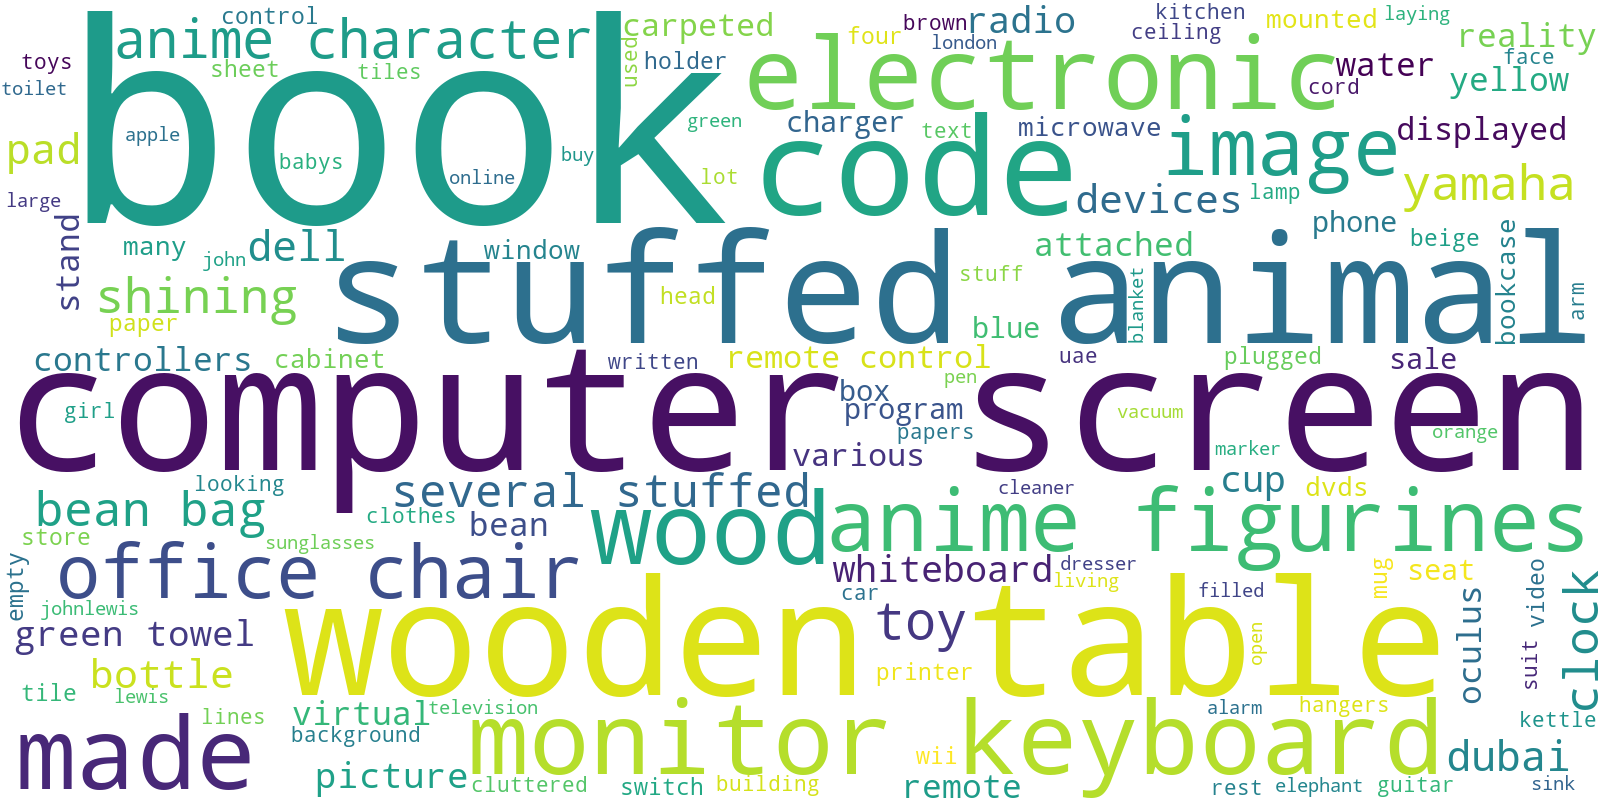 control
anime character
carpeted
brown
radio
kitchen
mounted
laying
four
london
ceiling
reality
toys
sheet
tiles
used
holder
electronic
water
face
toilet
book
cord
yellow
apple
green
charger
text
microwave
image
displayed
pad
babys
buy
code
online
lot
devices
lamp
yamaha
large
stand
many
john
dell
window
stuffed animal
attached
phone
beige
bookcase
stuff
blanket
arm
shining
head
paper
blue
controllers
cabinet
written
remote control
uae
plugged
sale
computer screen
box
pen
girl
program
vacuum
papers
orange
various
marker
looking
several stuffed
cup
cleaner
dvds
bean bag
clothes
bean
wood
anime figurines
store
sunglasses
office chair
whiteboard
dresser
living
mug
seat
empty
car
filled
video
clock
johnlewis
wooden table
toy
oculus
green towel
open
suit
bottle
printer
tile
lewis
lines
virtual
television
monitor keyboard
alarm
hangers
kettle
made
background
wii
dubai
picture
cluttered
switch
building
remote
rest
elephant
guitar
sink